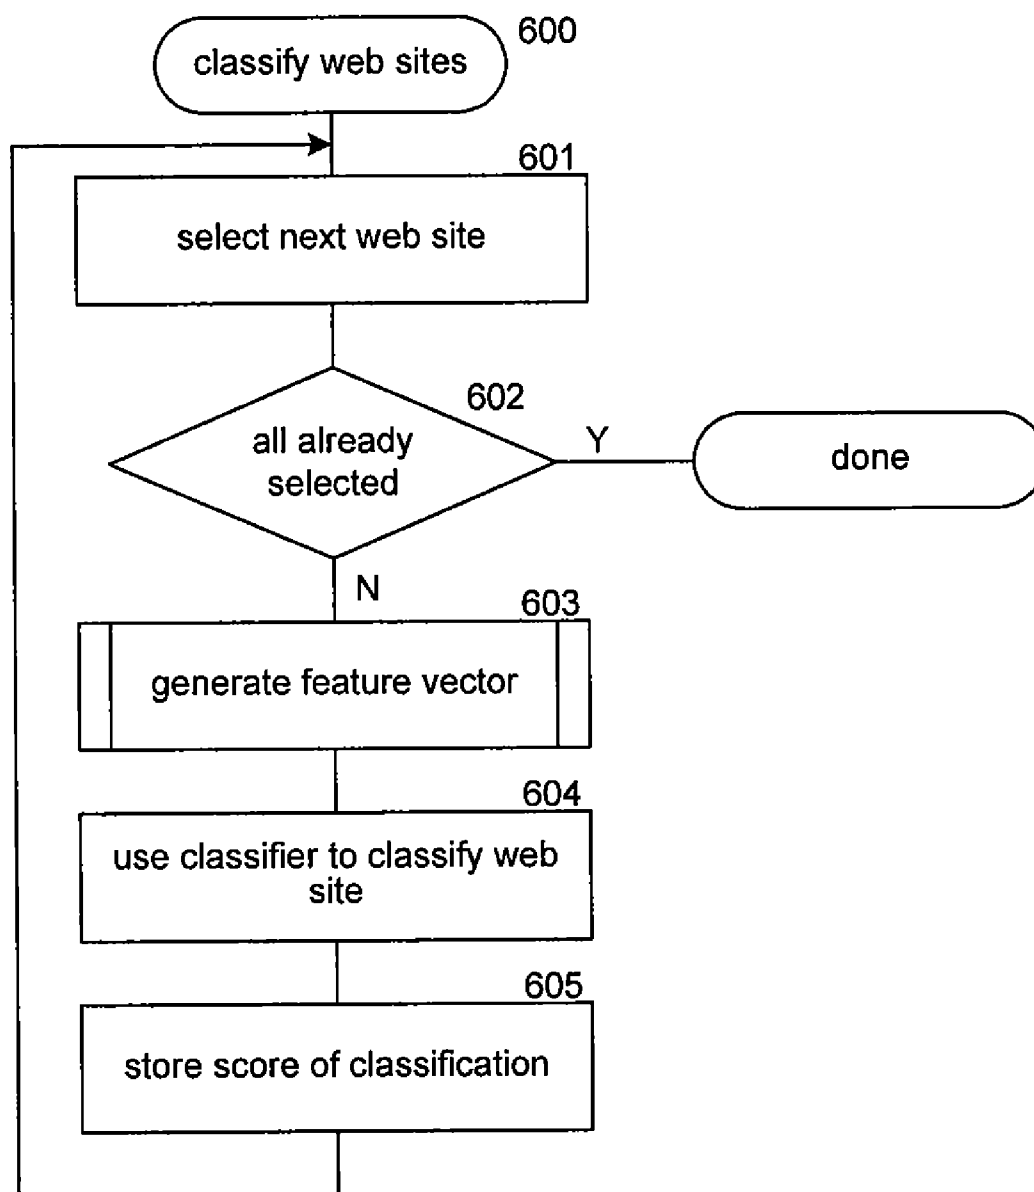 600
classify web sites
601
select next web site
602
all already
selected
Y
done
N
603
generate feature vector
604
use classifier to classify web
site
605
store score of classification